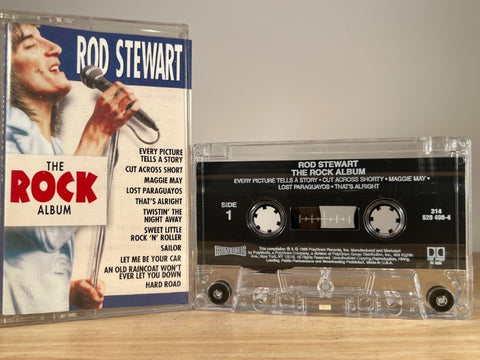 ROD STEWART
EVERY PICTURE
TELLS A STORY
CUT ACROSS SHORT
MAGGIE MAY
LOST PARAGUAYOS
THAT'S ALRIGHT
TWISTIN' THE
NIGHT AWAY
SWEET LITTLE
ROCK 'N' ROLLER
SAILOR
LET ME BE YOUR CAR
AN OLD RAINCOAT WON'T
EVER LET YOU DOWN
HARD ROAD
THE
ROCK
ALBUM
ROD STEWART
THE ROCK ALBUM
EVERY PICTURE TELLS A STORY • CUT ACROSS SHORTY • MAGGIE MAY •
LOST PARAGUAYOS • THAT'S ALRIGHT
SIDE
1
314
520 498-4